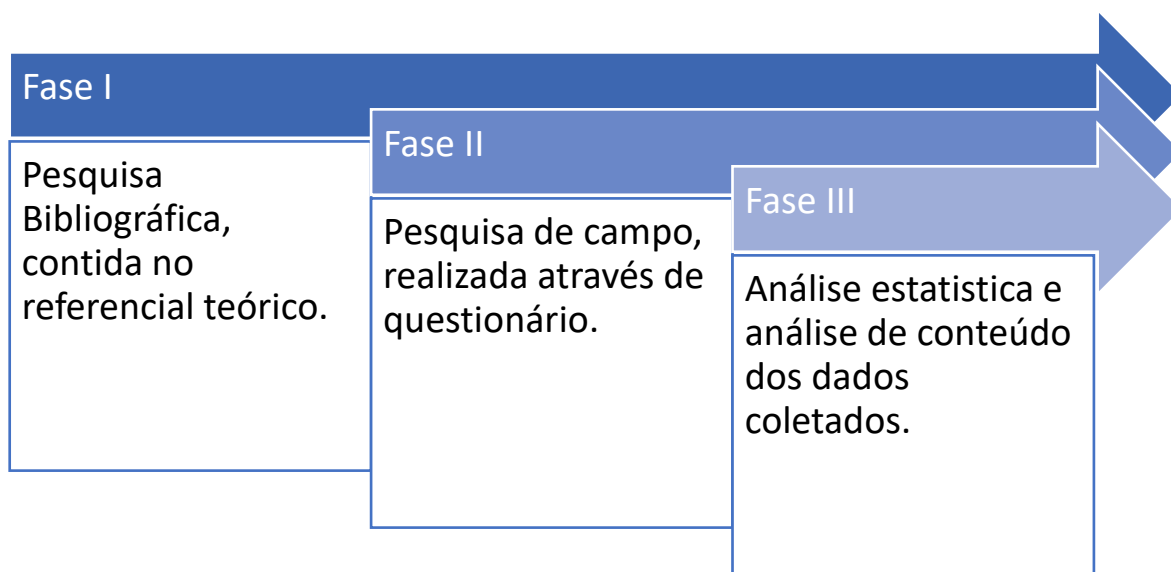 Fase I
Pesquisa
Bibliográfica,
contida no
referencial teórico.
Fase II
Pesquisa de campo,
realizada através de
questionário.
Fase III
Análise estatistica e
análise de conteúdo
dos dados
coletados.